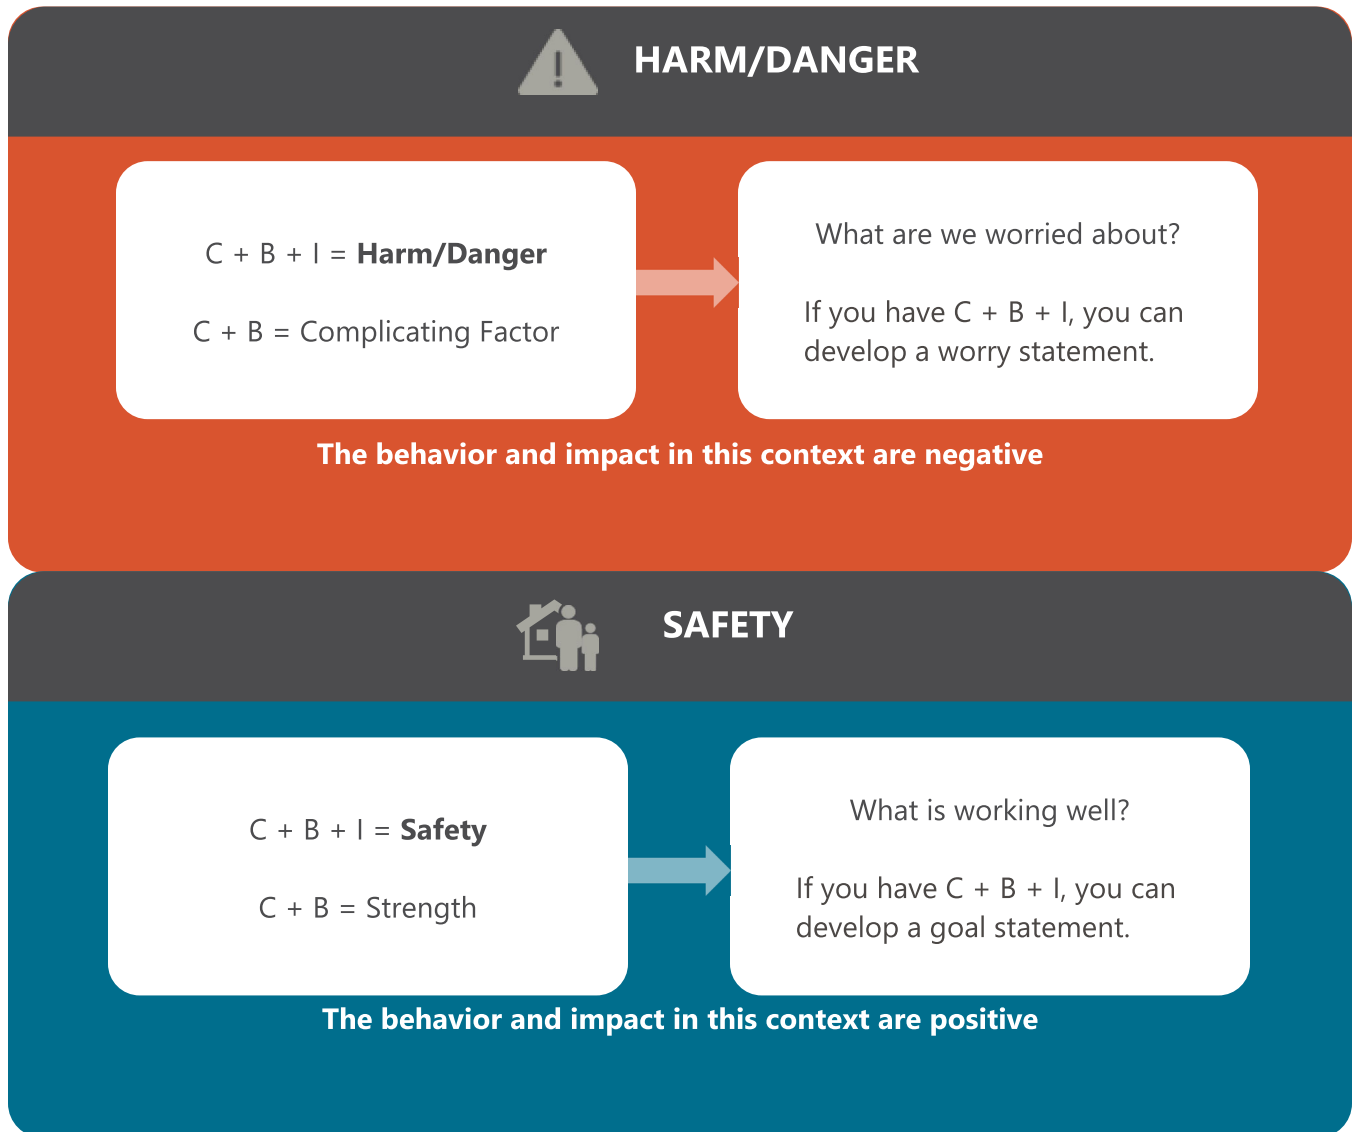 HARM/DANGER
C + B + I = Harm/Danger
C + B = Complicating Factor
What are we worried about?
If you have C + B + I, you can
develop a worry statement.
The behavior and impact in this context are negative
SAFETY
C + B + I = Safety
C + B = Strength
What is working well?
If you have C + B + I, you can
develop a goal statement.
The behavior and impact in this context are positive